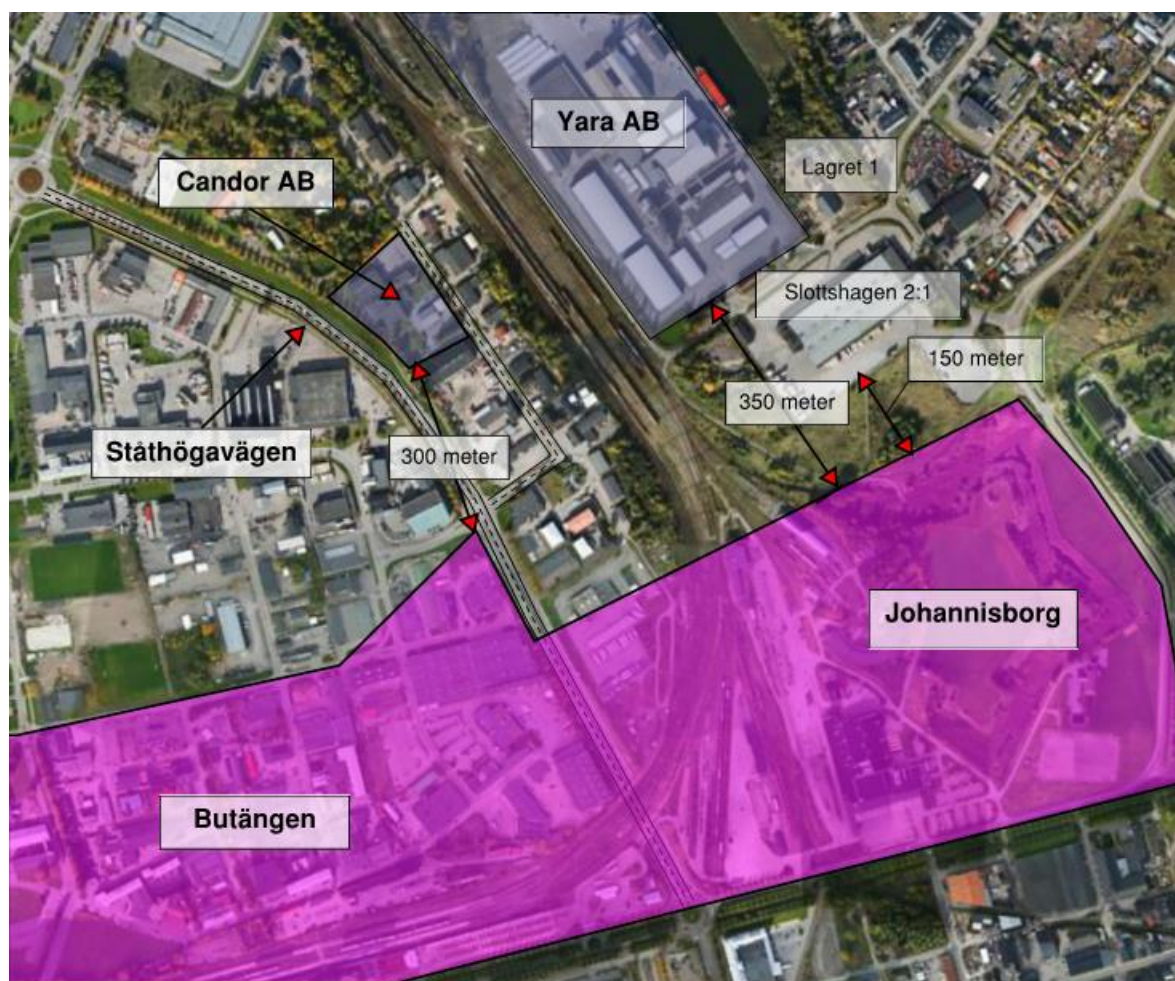 Yara AB
Candor AB
Lagret 1
Slottshagen 2:1
150 meter
350 meter
Ståthögavägen
300 meter
Johannisborg
Butängen